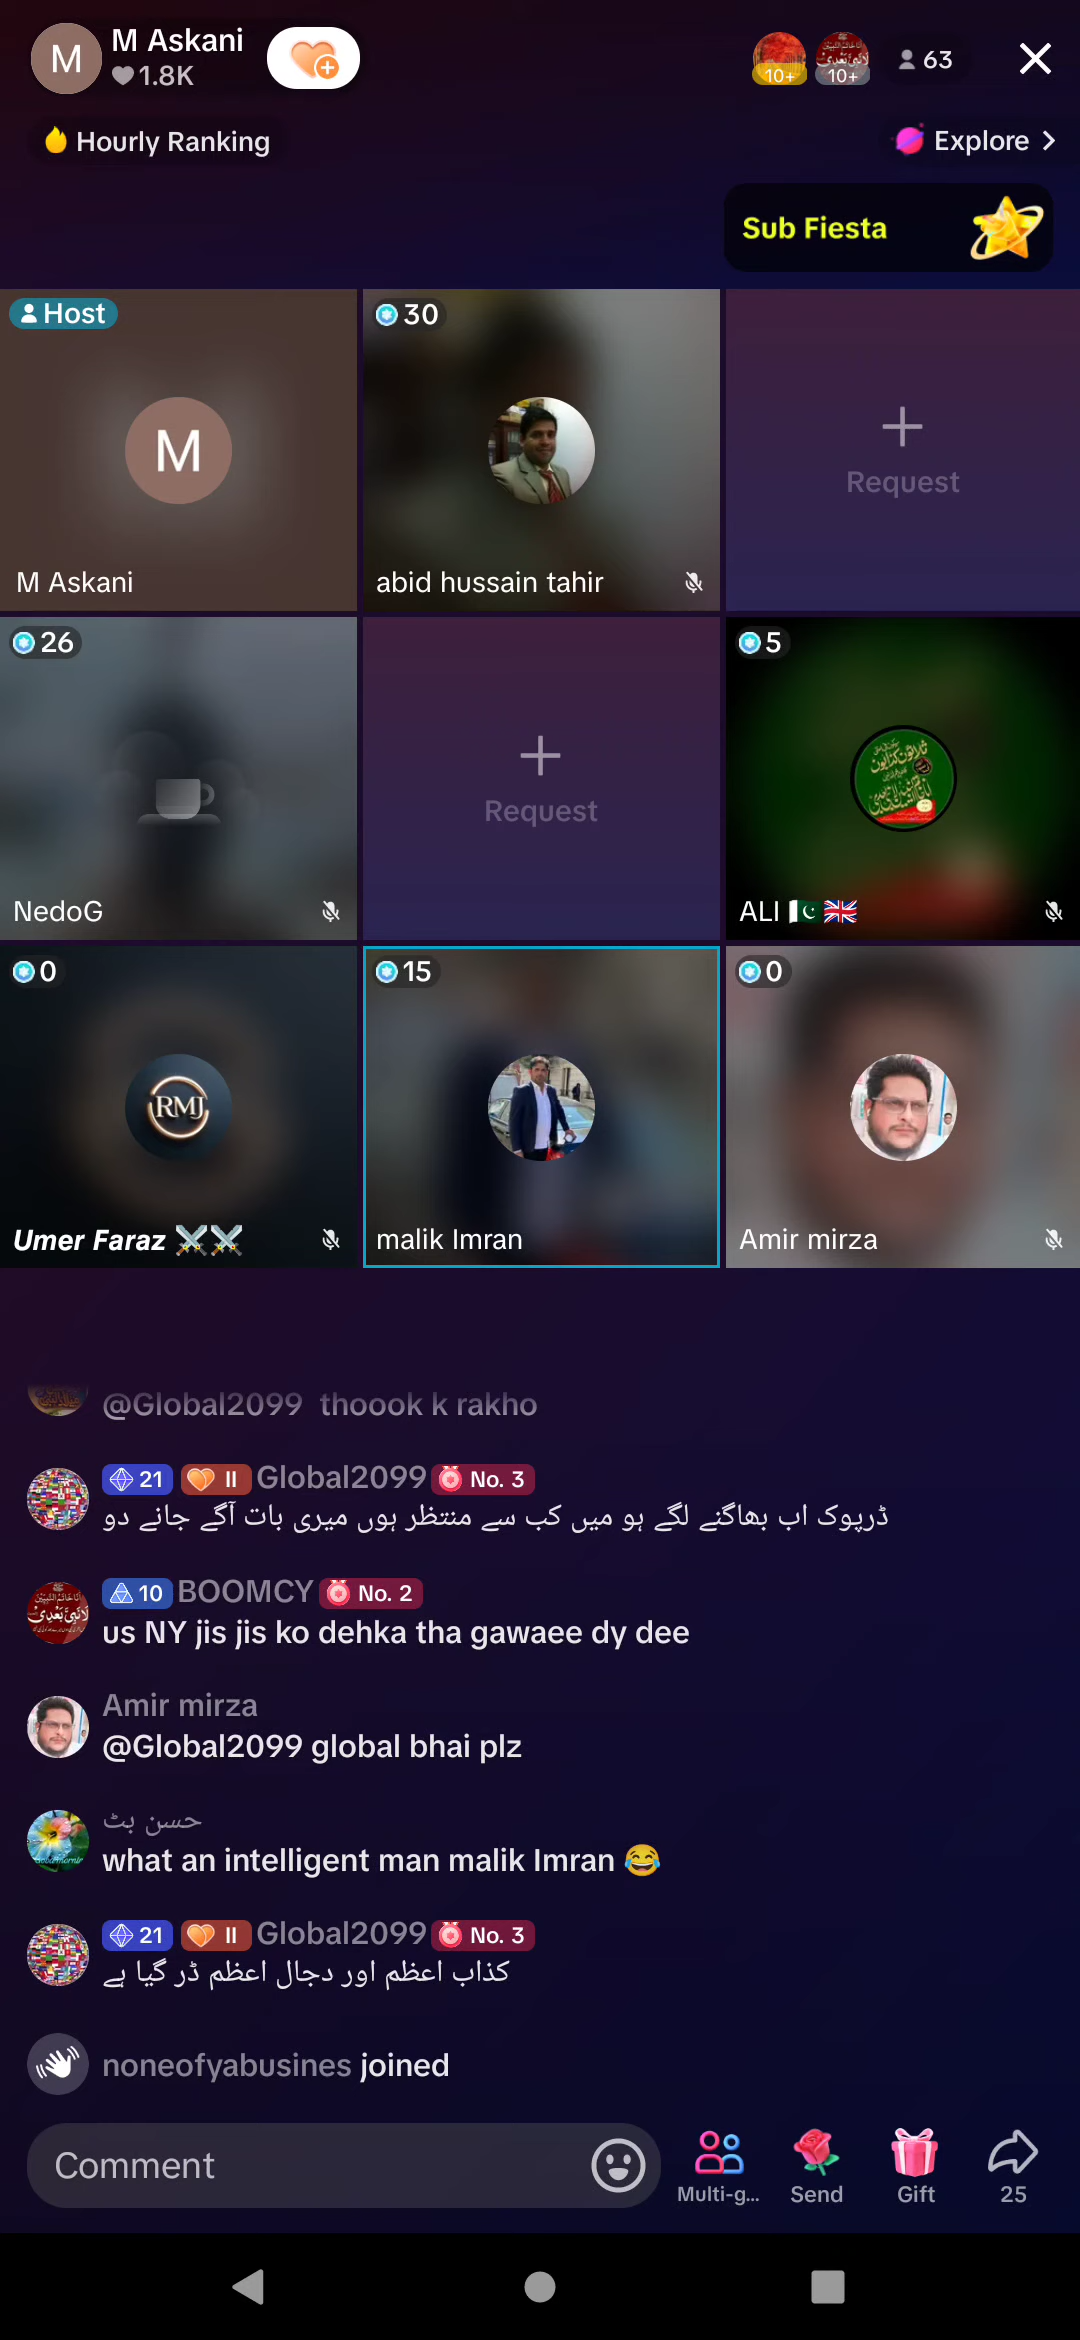 M
M Askani
1.8K
10+
10+
63
Hourly Ranking
Explore
Sub Fiesta
Host
M
M Askani
30
abid hussain tahir
Request
26
NedoG
Request
5
ALI 🇵🇰🇬🇧
0
RMJ
Umer Faraz ⚔️⚔️
15
malik Imran
0
Amir mirza
@Global2099 thoook k rakho
21 II Global2099 No. 3
ڈرپوک اب بھاگنے لگے ہو میں کب سے منتظر ہوں میری بات آگے جانے دو
10 BOOMCY No. 2
us NY jis jis ko dehka tha gawaee dy dee
Amir mirza
@Global2099 global bhai plz
حسن بٹ
what an intelligent man malik Imran 😂
21 II Global2099 No. 3
کذاب اعظم اور دجال اعظم ڈر گیا ہے
noneofyabusines joined
Comment
Multi-g...
Send
Gift
25